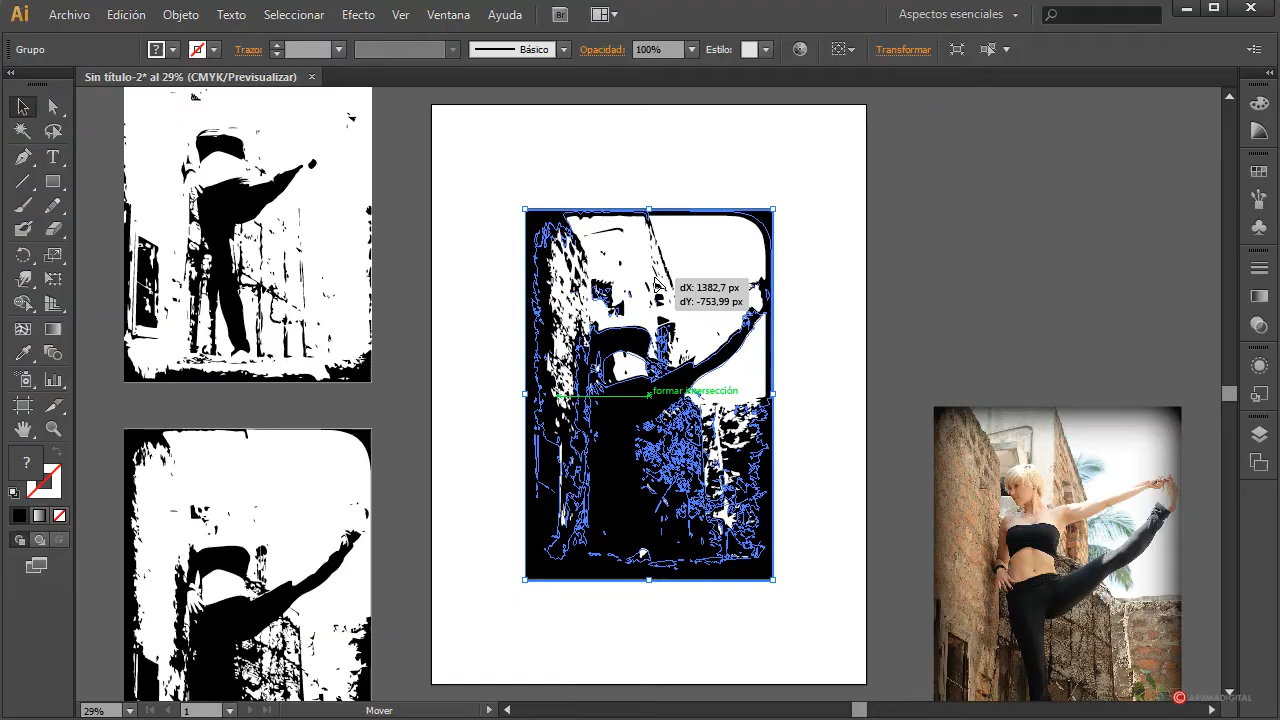 Ai Archivo Edición Objeto Texto Seleccionar Efecto Ver Ventana Ayuda Br Aspectos esenciales
Grupo ? Trazo: Básico Opacidad: 100% Estilo: Transformar
Sin título-2* al 29% (CMYK/Previsualizar) ×
dX: 1382,7 px
dY: -753,99 px
formar intersección
?
29% 1 Mover
© ARIMADIGITAL